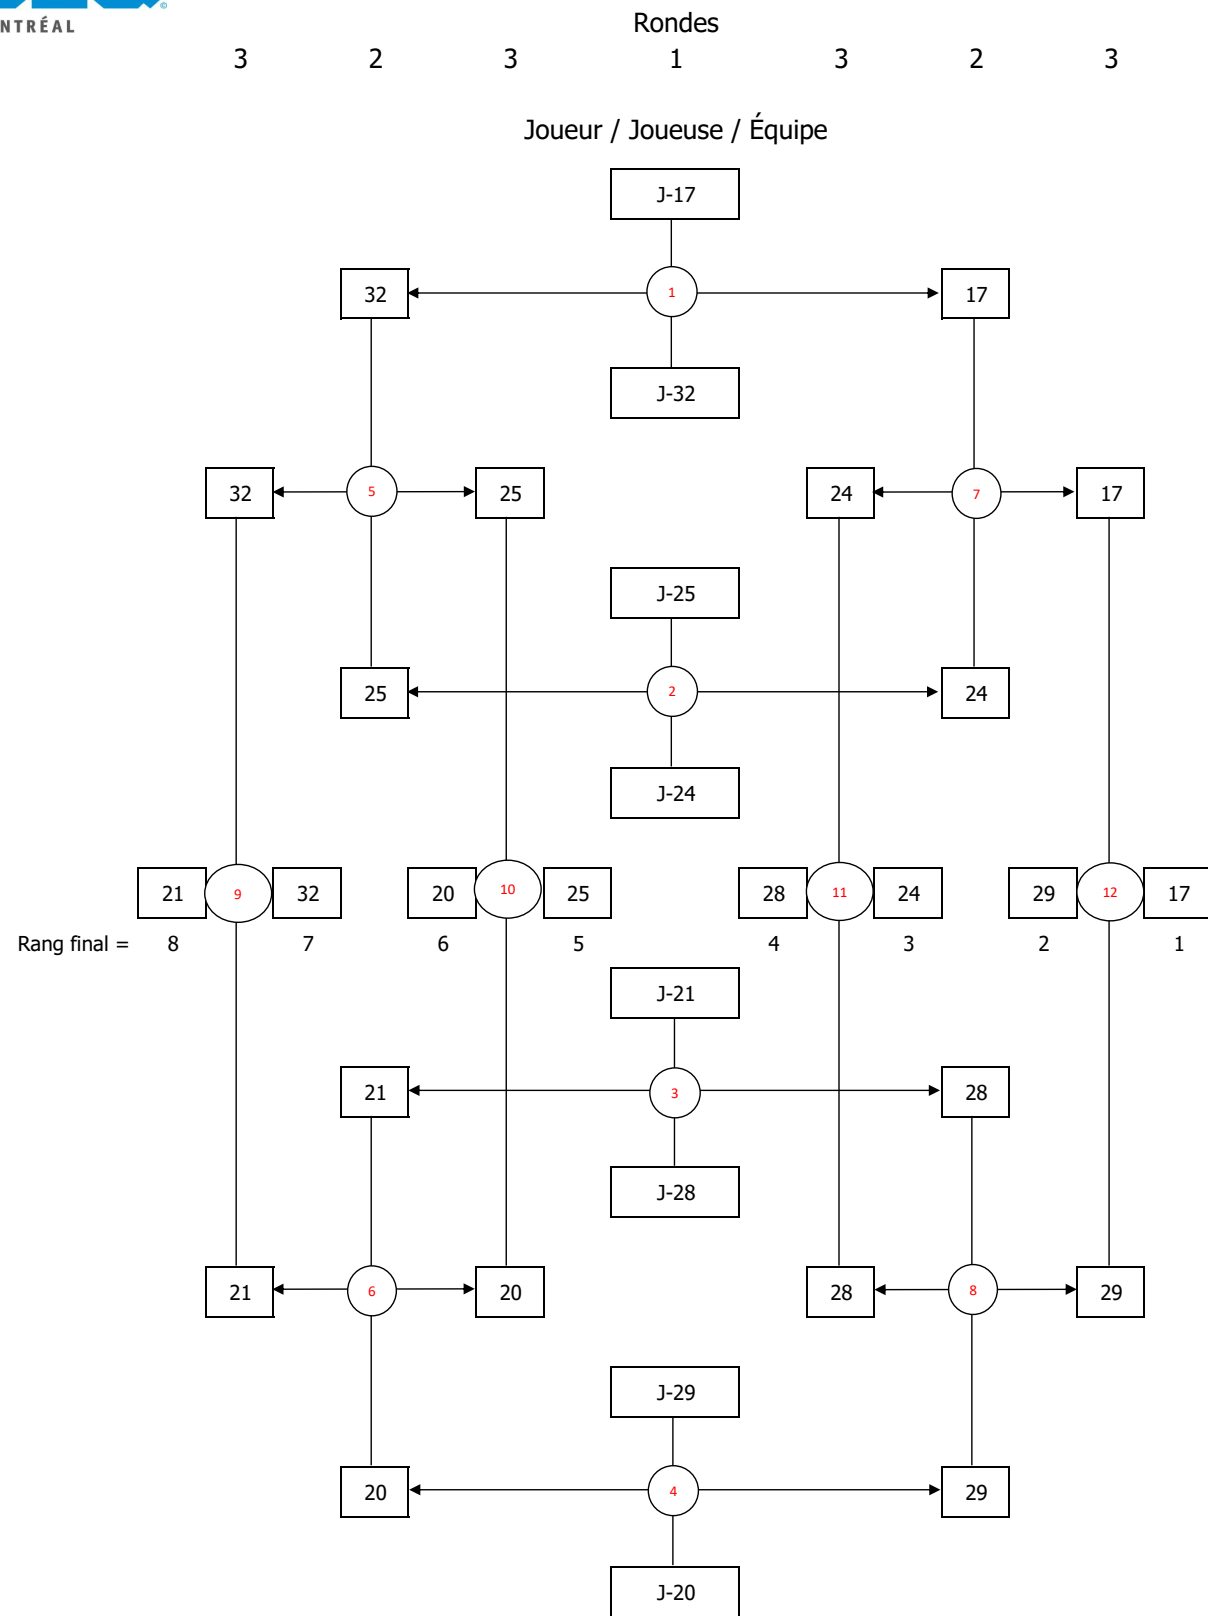 NTRÉAL
©
Rondes
3 2 3 1 3 2 3
Joueur / Joueuse / Équipe
J-17
32 1 17
J-32
32 5 25 24 7 17
J-25
25 2 24
J-24
21 9 32 20 10 25 28 11 24 29 12 17
Rang final = 8 7 6 5 4 3 2 1
J-21
21 3 28
J-28
21 6 20 28 8 29
J-29
20 4 29
J-20